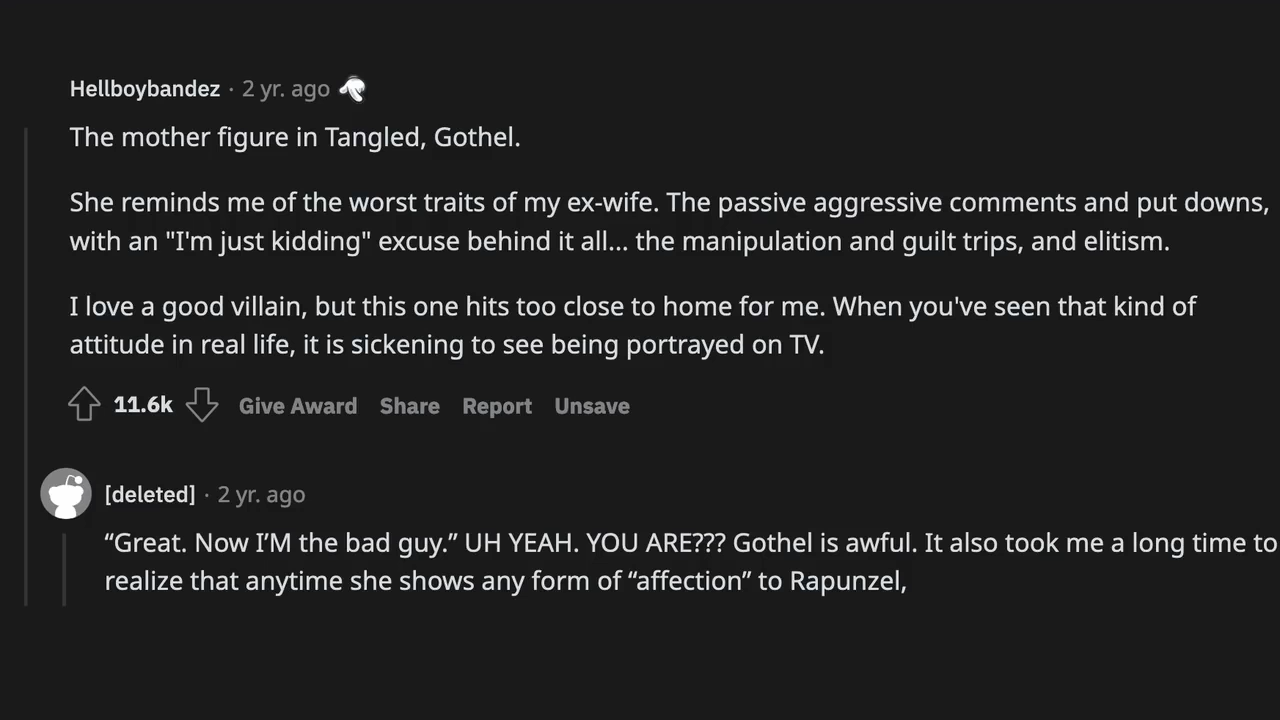 Hellboybandez · 2 yr. ago
The mother figure in Tangled, Gothel.
She reminds me of the worst traits of my ex-wife. The passive aggressive comments and put downs,
with an "I'm just kidding" excuse behind it all... the manipulation and guilt trips, and elitism.
I love a good villain, but this one hits too close to home for me. When you've seen that kind of
attitude in real life, it is sickening to see being portrayed on TV.
11.6k Give Award Share Report Unsave
[deleted] · 2 yr. ago
“Great. Now I’M the bad guy.” UH YEAH. YOU ARE??? Gothel is awful. It also took me a long time to
realize that anytime she shows any form of “affection” to Rapunzel,